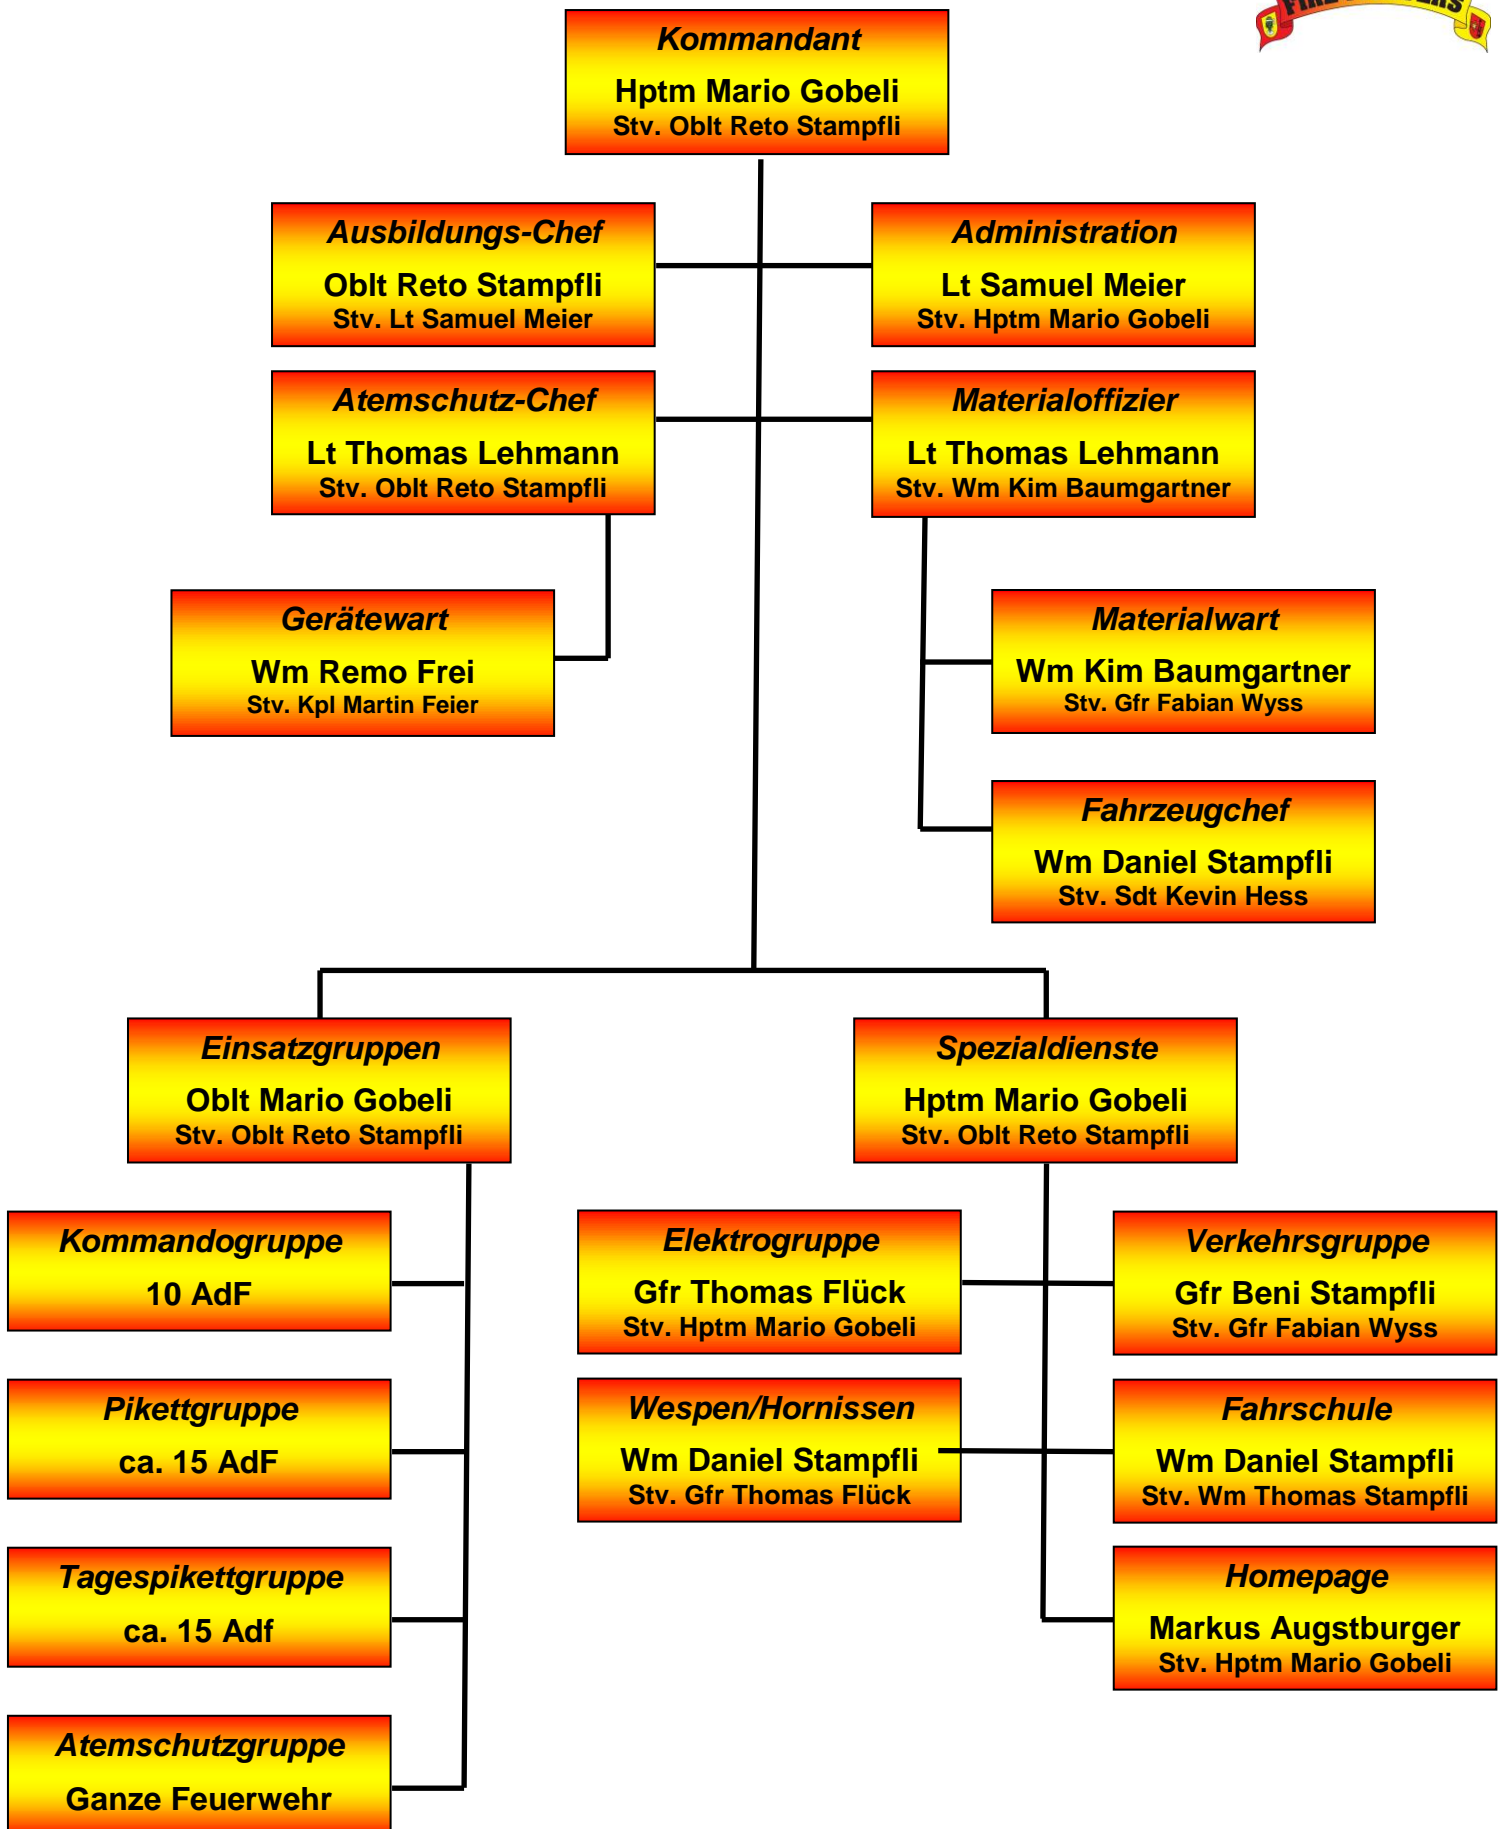 Kommandant
Hptm Mario Gobeli
Stv. Oblt Reto Stampfli
Ausbildungs-Chef
Oblt Reto Stampfli
Stv. Lt Samuel Meier
Administration
Lt Samuel Meier
Stv. Hptm Mario Gobeli
Atemschutz-Chef
Lt Thomas Lehmann
Stv. Oblt Reto Stampfli
Materialoffizier
Lt Thomas Lehmann
Stv. Wm Kim Baumgartner
Gerätewart
Wm Remo Frei
Stv. Kpl Martin Feier
Materialwart
Wm Kim Baumgartner
Stv. Gfr Fabian Wyss
Fahrzeugchef
Wm Daniel Stampfli
Stv. Sdt Kevin Hess
Einsatzgruppen
Oblt Mario Gobeli
Stv. Oblt Reto Stampfli
Spezialdienste
Hptm Mario Gobeli
Stv. Oblt Reto Stampfli
Kommandogruppe
10 AdF
Pikettgruppe
ca. 15 AdF
Tagespikettgruppe
ca. 15 Adf
Atemschutzgruppe
Ganze Feuerwehr
Elektrogruppe
Gfr Thomas Flück
Stv. Hptm Mario Gobeli
Verkehrsgruppe
Gfr Beni Stampfli
Stv. Gfr Fabian Wyss
Wespen/Hornissen
Wm Daniel Stampfli
Stv. Gfr Thomas Flück
Fahrschule
Wm Daniel Stampfli
Stv. Wm Thomas Stampfli
Homepage
Markus Augstburger
Stv. Hptm Mario Gobeli